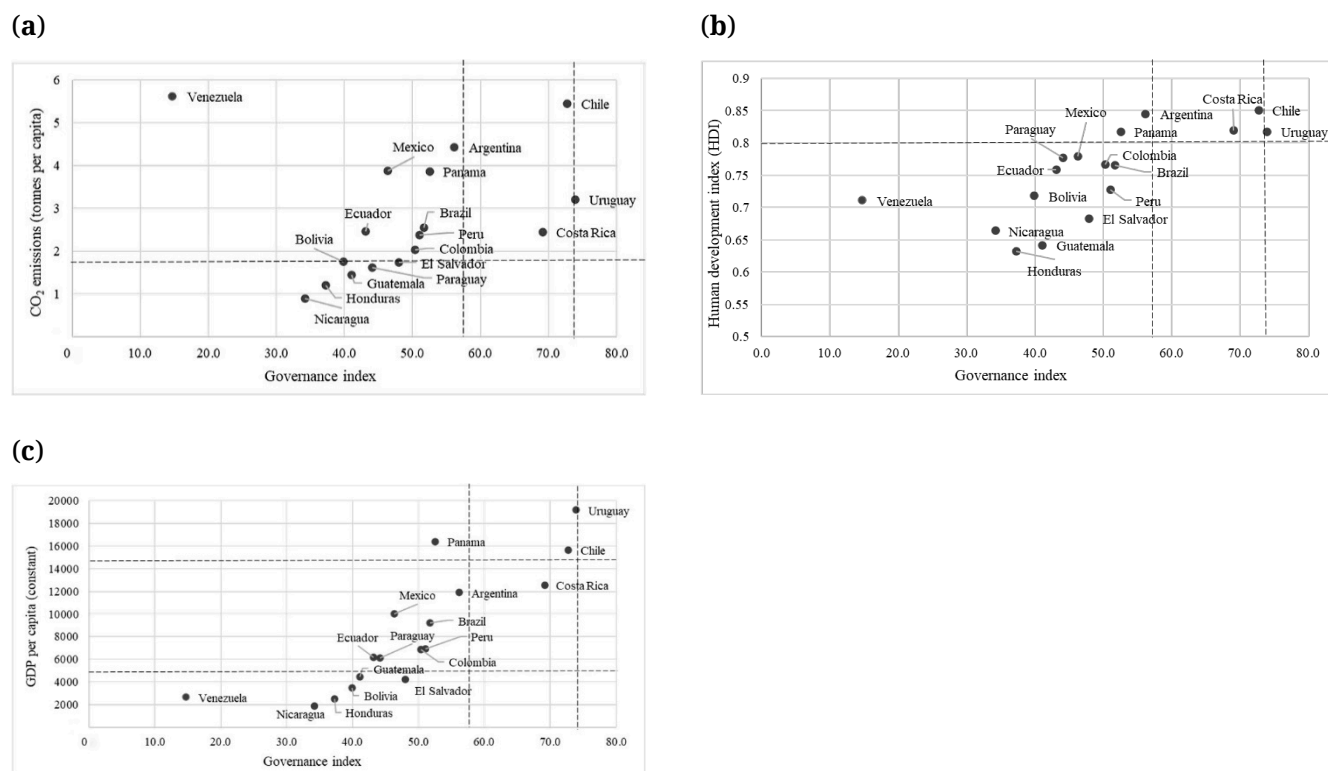 (a)
CO2 emissions (tonnes per capita)
6
5
4
3
2
1
0
10.0 20.0 30.0 40.0 50.0 60.0 70.0 80.0
Governance index
Venezuela
Chile
Mexico
Argentina
Panama
Uruguay
Ecuador
Brazil
Peru
Costa Rica
Bolivia
Colombia
El Salvador
Paraguay
Guatemala
Honduras
Nicaragua
(b)
Human development index (HDI)
0.9
0.85
0.8
0.75
0.7
0.65
0.6
0.55
0.5
0.0 10.0 20.0 30.0 40.0 50.0 60.0 70.0 80.0
Governance index
Costa Rica
Mexico
Argentina
Chile
Paraguay
Panama
Uruguay
Colombia
Ecuador
Brazil
Venezuela
Bolivia
Peru
El Salvador
Nicaragua
Guatemala
Honduras
(c)
GDP per capita (constant)
20000
18000
16000
14000
12000
10000
8000
6000
4000
2000
0
10.0 20.0 30.0 40.0 50.0 60.0 70.0 80.0
Governance index
Uruguay
Panama
Chile
Costa Rica
Mexico
Argentina
Brazil
Ecuador
Paraguay
Peru
Guatemala
Colombia
Venezuela
Bolivia
El Salvador
Nicaragua
Honduras